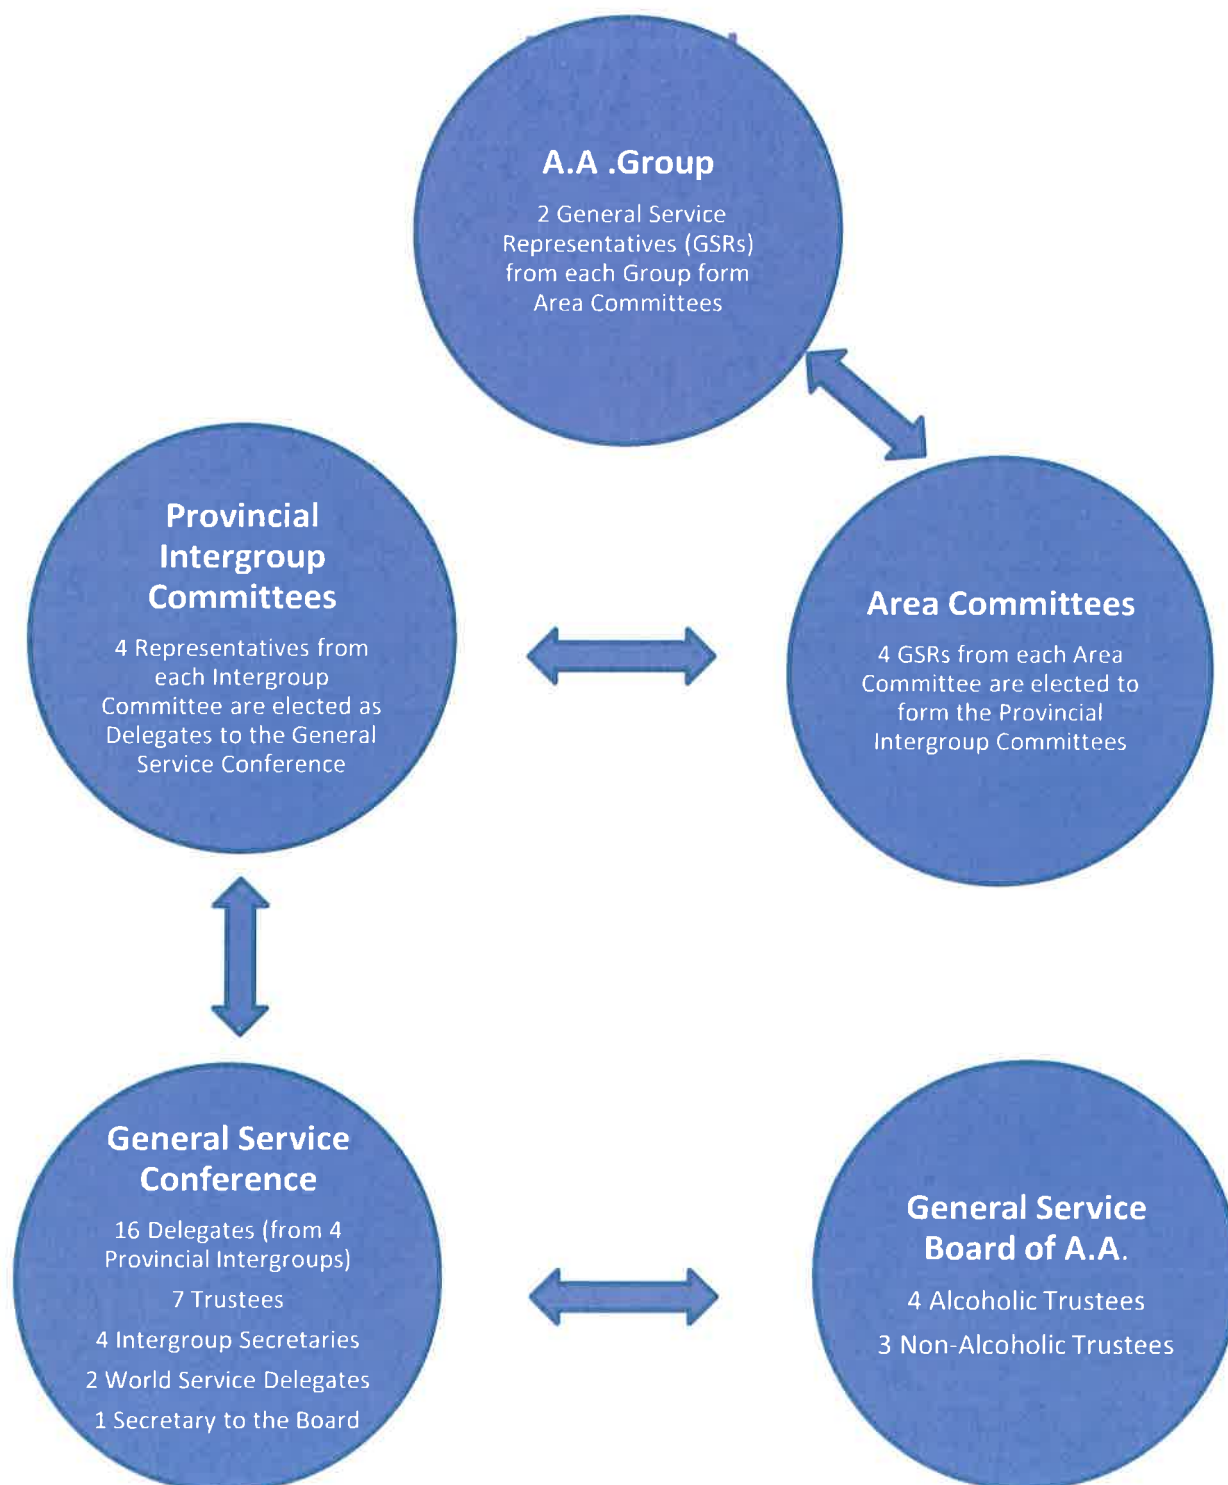 A.A .Group
2 General Service
Representatives (GSRs)
from each Group form
Area Committees
Provincial
Intergroup
Committees
4 Representatives from
each Intergroup
Committee are elected as
Delegates to the General
Service Conference
Area Committees
4 GSRs from each Area
Committee are elected to
form the Provincial
Intergroup Committees
General Service
Conference
16 Delegates (from 4
Provincial Intergroups)
7 Trustees
4 Intergroup Secretaries
2 World Service Delegates
1 Secretary to the Board
General Service
Board of A.A.
4 Alcoholic Trustees
3 Non-Alcoholic Trustees